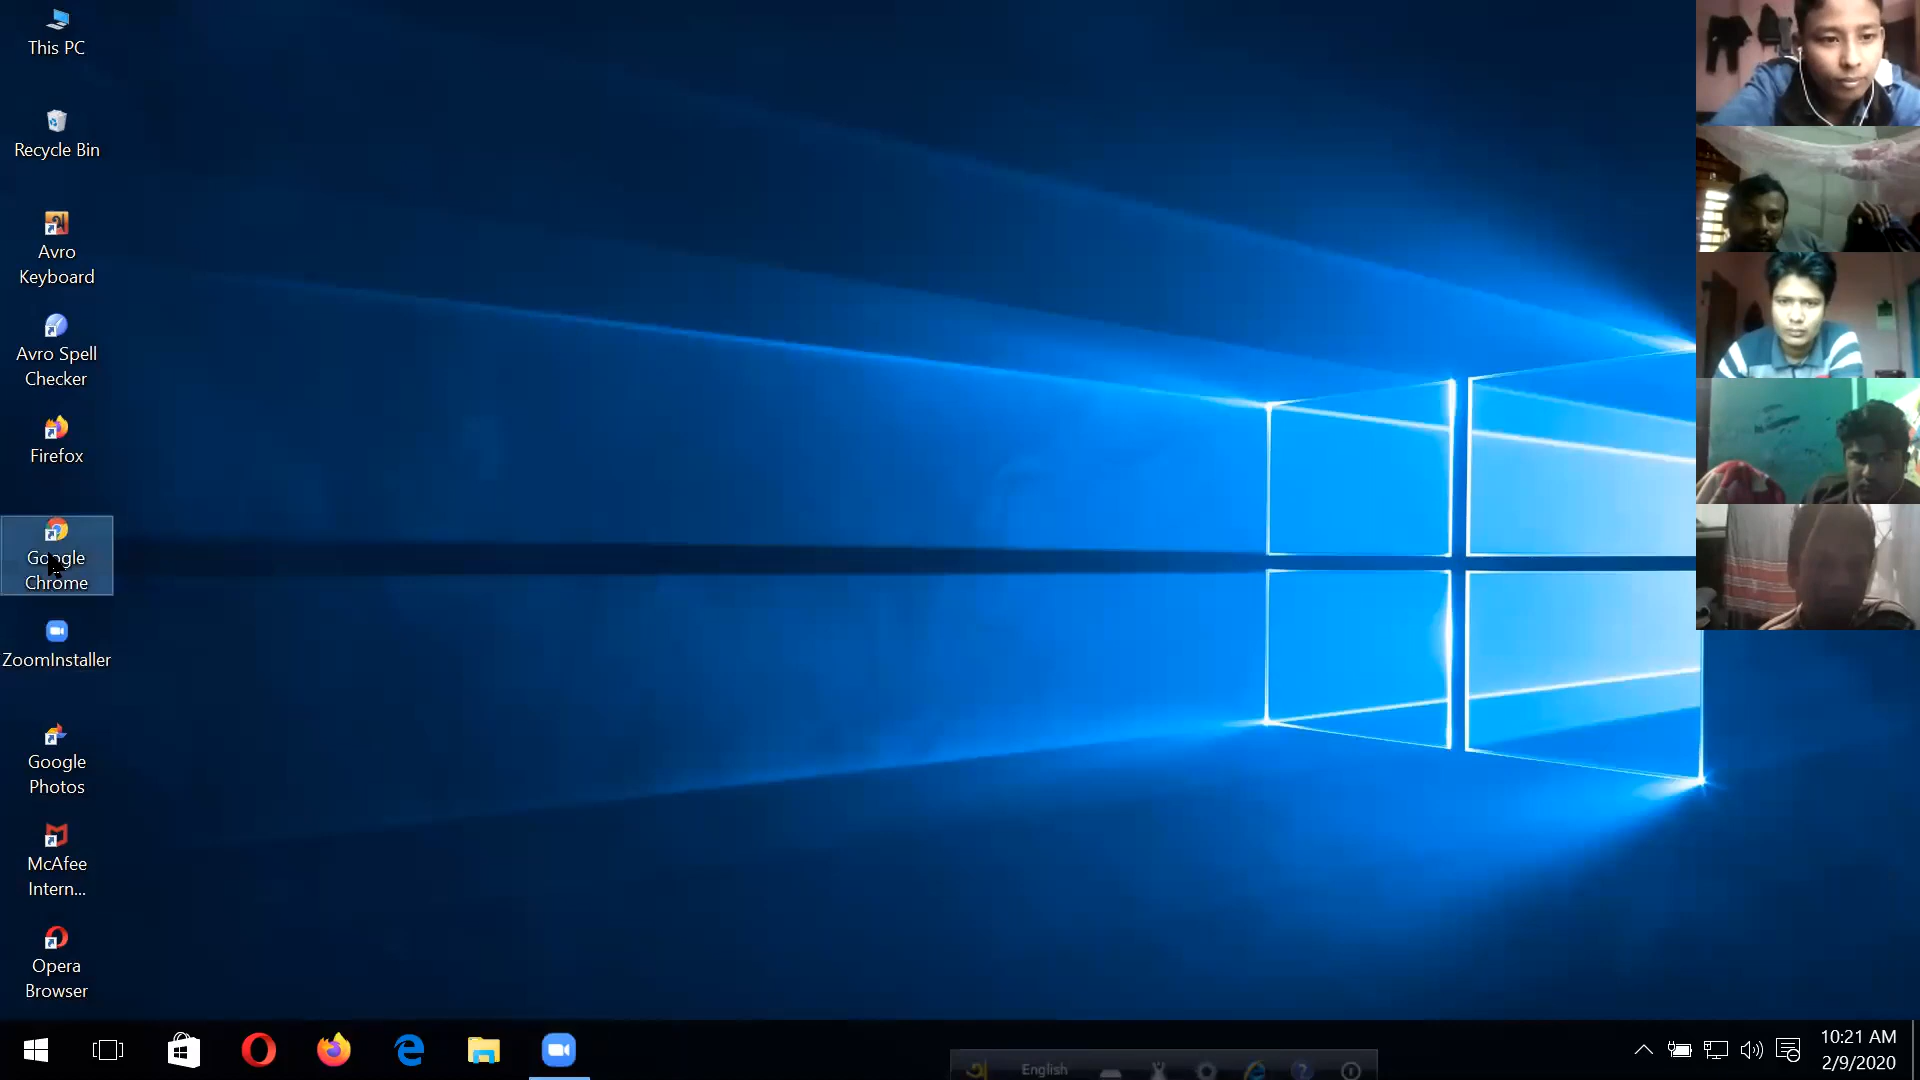 This PC
Recycle Bin
Avro
Keyboard
Avro Spell
Checker
Firefox
Google
Chrome
ZoomInstaller
Google
Photos
McAfee
Intern...
Opera
Browser
English
10:21 AM
2/9/2020